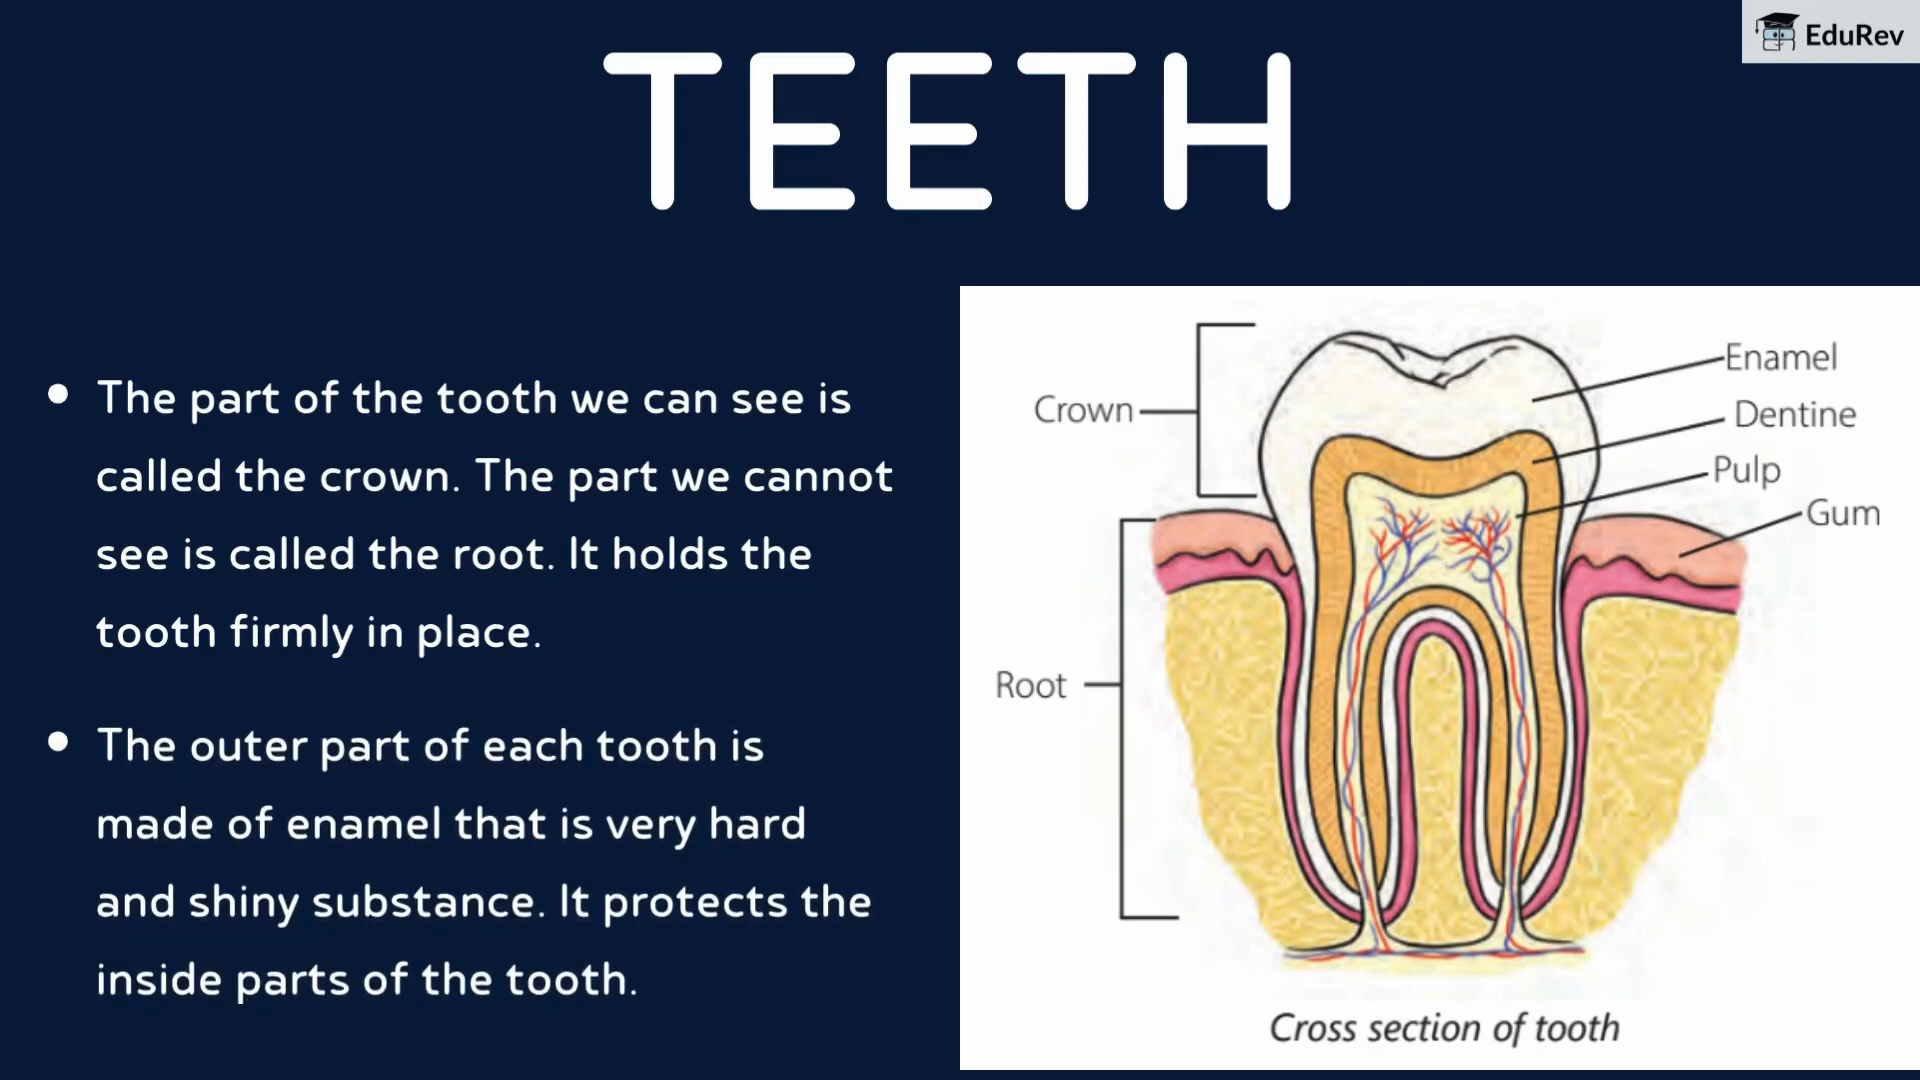 EduRev
TEETH
• The part of the tooth we can see is
called the crown. The part we cannot
see is called the root. It holds the
tooth firmly in place.
• The outer part of each tooth is
made of enamel that is very hard
and shiny substance. It protects the
inside parts of the tooth.
Crown
Root
Enamel
Dentine
Pulp
Gum
Cross section of tooth